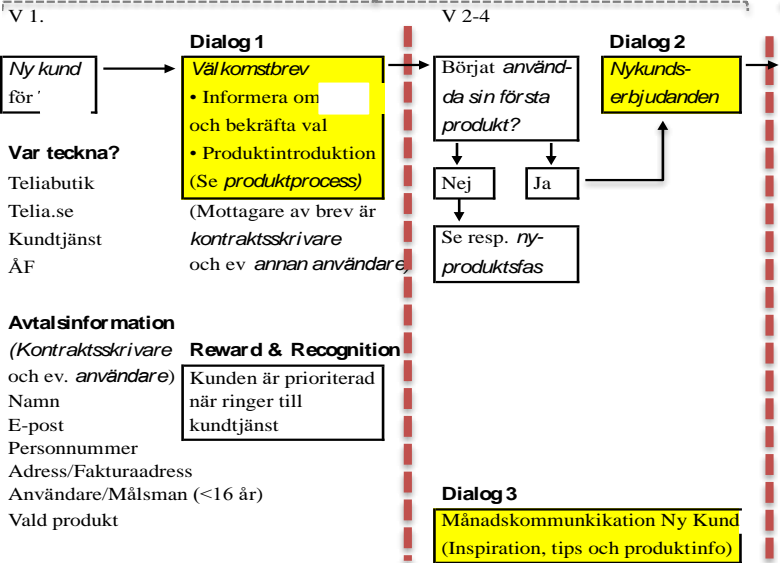 V 1.
V 2-4
Dialog 1
Dialog 2
Ny kund
för
Välkomstbrev
• Informera om
och bekräfta val
• Produktintroduktion
(Se produktprocess)
(Mottagare av brev är
kontraktsskrivare
och ev annan användare)
Börjat använd-
da sin första
produkt?
Nykunds-
erbjudanden
Nej
Ja
Se resp. ny-
produktsfas
Var teckna?
Teliabutik
Telia.se
Kundtjänst
ÅF
Avtalsinformation
(Kontraktsskrivare
och ev. användare)
Namn
E-post
Personnummer
Adress/Fakturaadress
Användare/Målsman (<16 år)
Vald produkt
Reward & Recognition
Kunden är prioriterad
när ringer till
kundtjänst
Dialog 3
Månadskommunkikation Ny Kund
(Inspiration, tips och produktinfo)